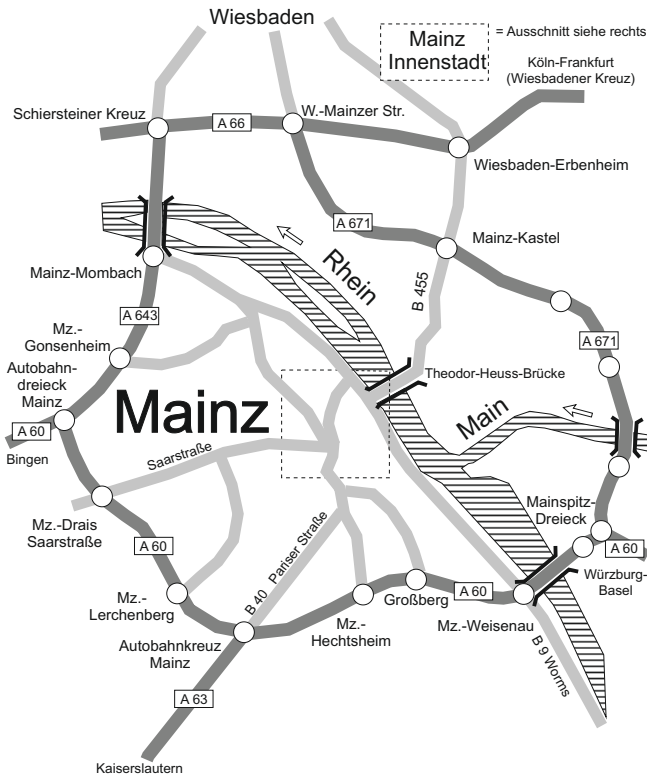 Wiesbaden
Mainz
Innenstadt
= Ausschnitt siehe rechts
Köln-Frankfurt
(Wiesbadener Kreuz)
Schiersteiner Kreuz
A 66
W.-Mainzer Str.
Wiesbaden-Erbenheim
A 671
Mainz-Kastel
Rhein
B 455
Mainz-Mombach
A 643
Mz.-
Gonsenheim
Autobahn-
dreieck
Mainz
A 60
Bingen
Mainz
Theodor-Heuss-Brücke
A 671
Main
Saarstraße
Mz.-Drais
Saarstraße
A 60
B 40 Pariser Straße
Mainspitz-
Dreieck
A 60
Würzburg-
Basel
Mz.-
Lerchenberg
Großberg
A 60
Mz.-
Hechtsheim
Mz.-Weisenau
Autobahnkreuz
Mainz
B 9 Worms
A 63
Kaiserslautern